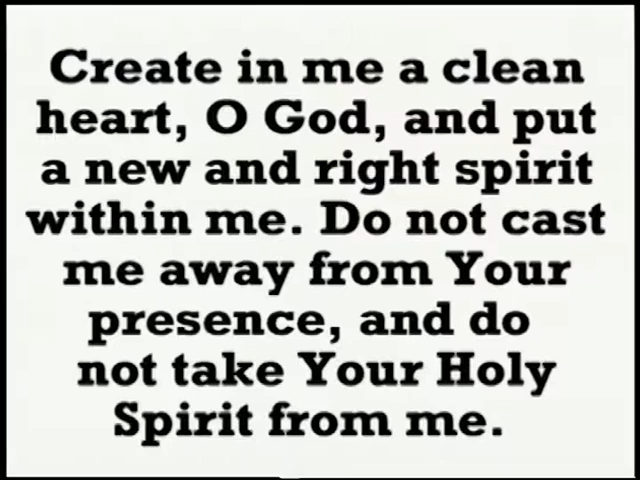 Create in me a clean
heart, O God, and put
a new and right spirit
within me. Do not cast
me away from Your
presence, and do
not take Your Holy
Spirit from me.